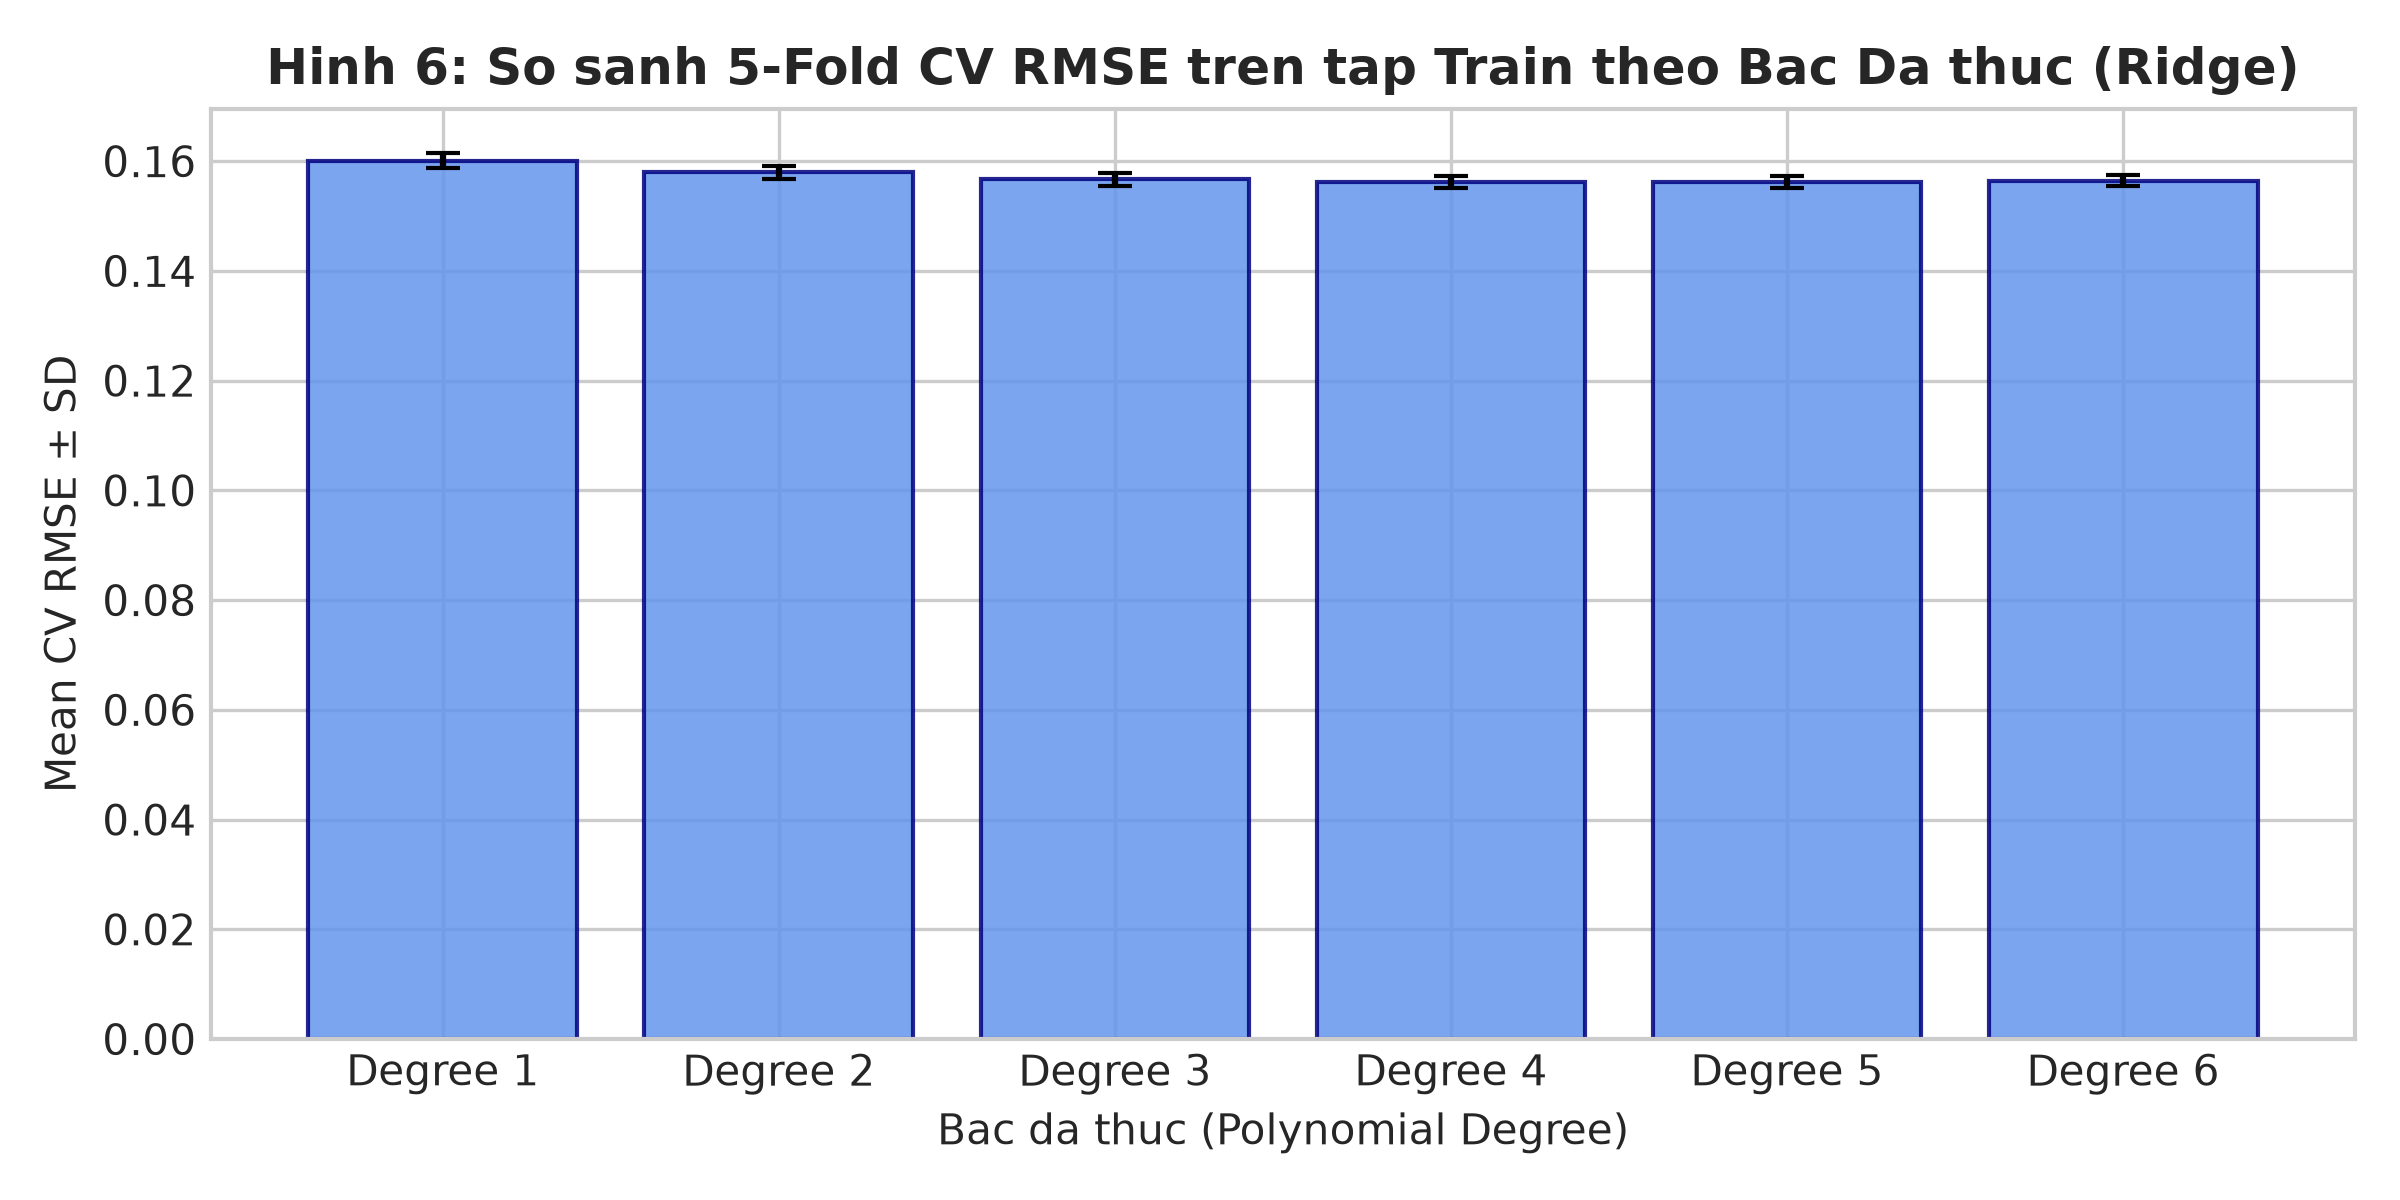 Hinh 6: So sanh 5-Fold CV RMSE tren tap Train theo Bac Da thuc (Ridge)
Mean CV RMSE ± SD
0.16
0.14
0.12
0.10
0.08
0.06
0.04
0.02
0.00
Degree 1 Degree 2 Degree 3 Degree 4 Degree 5 Degree 6
Bac da thuc (Polynomial Degree)